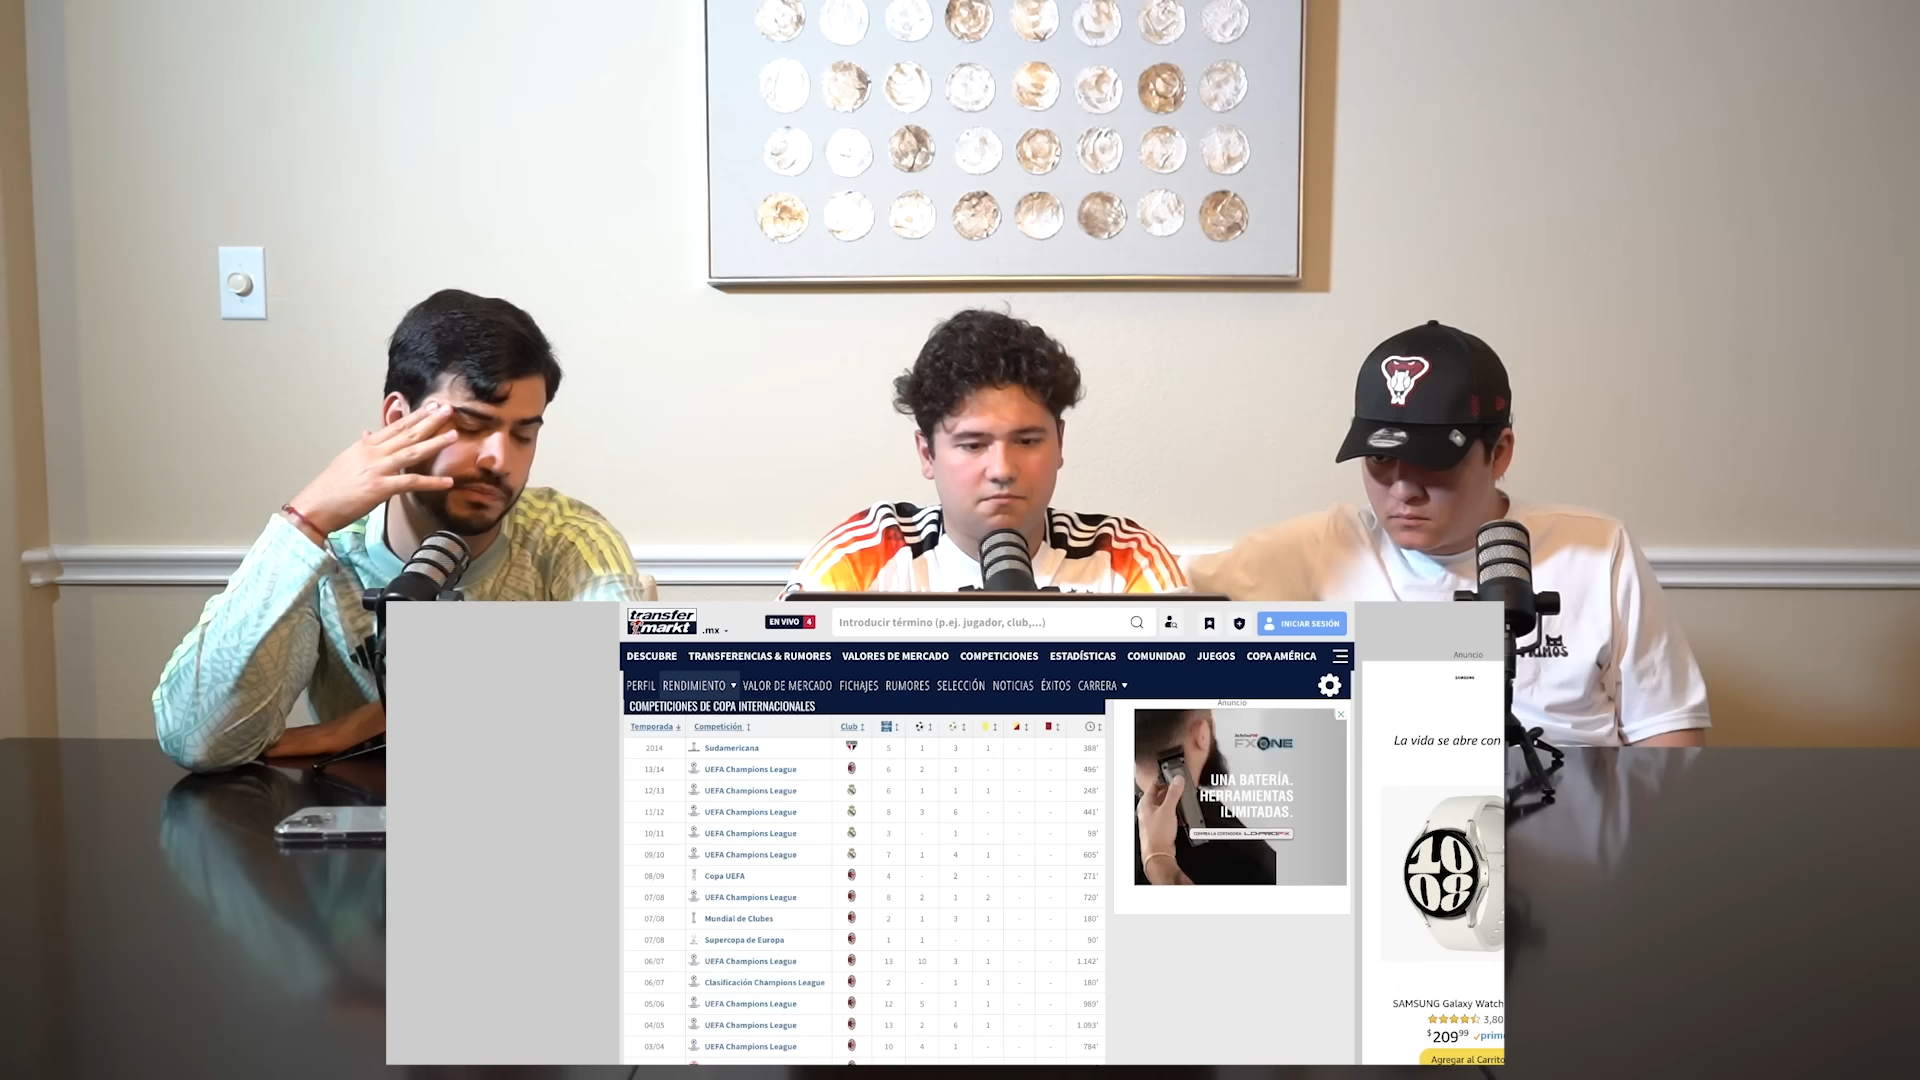 transfer
markt
.mx
EN VIVO 4
Introducir término (p.ej. jugador, club,...)
INICIAR SESIÓN
DESCUBRE TRANSFERENCIAS & RUMORES VALORES DE MERCADO COMPETICIONES ESTADÍSTICAS COMUNIDAD JUEGOS COPA AMÉRICA
PERFIL RENDIMIENTO VALOR DE MERCADO FICHAJES RUMORES SELECCIÓN NOTICIAS ÉXITOS CARRERA
COMPETICIONES DE COPA INTERNACIONALES
Temporada Competición Club
2014 Sudamericana 5 1 3 1 - - 388'
13/14 UEFA Champions League 6 2 1 - - - 496'
12/13 UEFA Champions League 6 1 1 1 - - 248'
11/12 UEFA Champions League 8 3 6 - - - 441'
10/11 UEFA Champions League 3 - 1 - - - 98'
09/10 UEFA Champions League 7 1 4 1 - - 605'
08/09 Copa UEFA 4 - 2 - - - 271'
07/08 UEFA Champions League 8 2 1 2 - - 720'
07/08 Mundial de Clubes 2 1 3 1 - - 180'
07/08 Supercopa de Europa 1 1 - - - - 90'
06/07 UEFA Champions League 13 10 3 1 - - 1.142'
06/07 Clasificación Champions League 2 - 1 1 - - 180'
05/06 UEFA Champions League 12 5 1 1 - - 989'
04/05 UEFA Champions League 13 2 6 1 - - 1.093'
03/04 UEFA Champions League 10 4 1 - - - 784'
Anuncio
FXONE
UNA BATERÍA.
HERRAMIENTAS
ILIMITADAS.
COMPRA LA CORTADORA LO-PROFX
Anuncio
SAMSUNG
La vida se abre con
10
08
SAMSUNG Galaxy Watch
3,80
$209.99 prim
Agregar al Carrito
PRIMOS